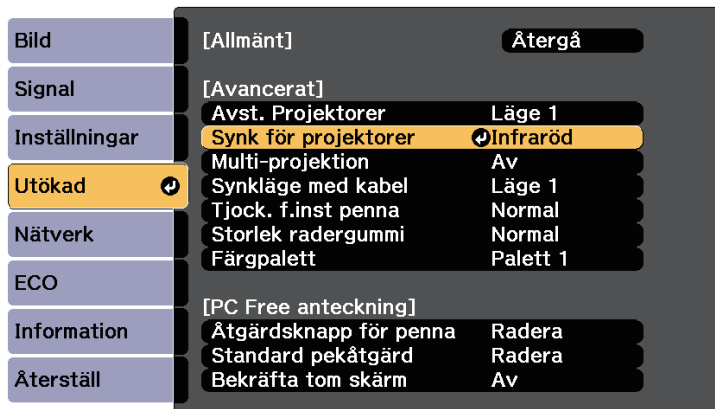 Bild
Signal
Inställningar
Utökad
Nätverk
ECO
Information
Återställ
[Allmänt] Återgå
[Avancerat]
Avst. Projektorer Läge 1
Synk för projektorer Infraröd
Multi-projektion Av
Synkläge med kabel Läge 1
Tjock. f.inst penna Normal
Storlek radergummi Normal
Färgpalett Palett 1
[PC Free anteckning]
Åtgärdsknapp för penna Radera
Standard pekåtgärd Radera
Bekräfta tom skärm Av